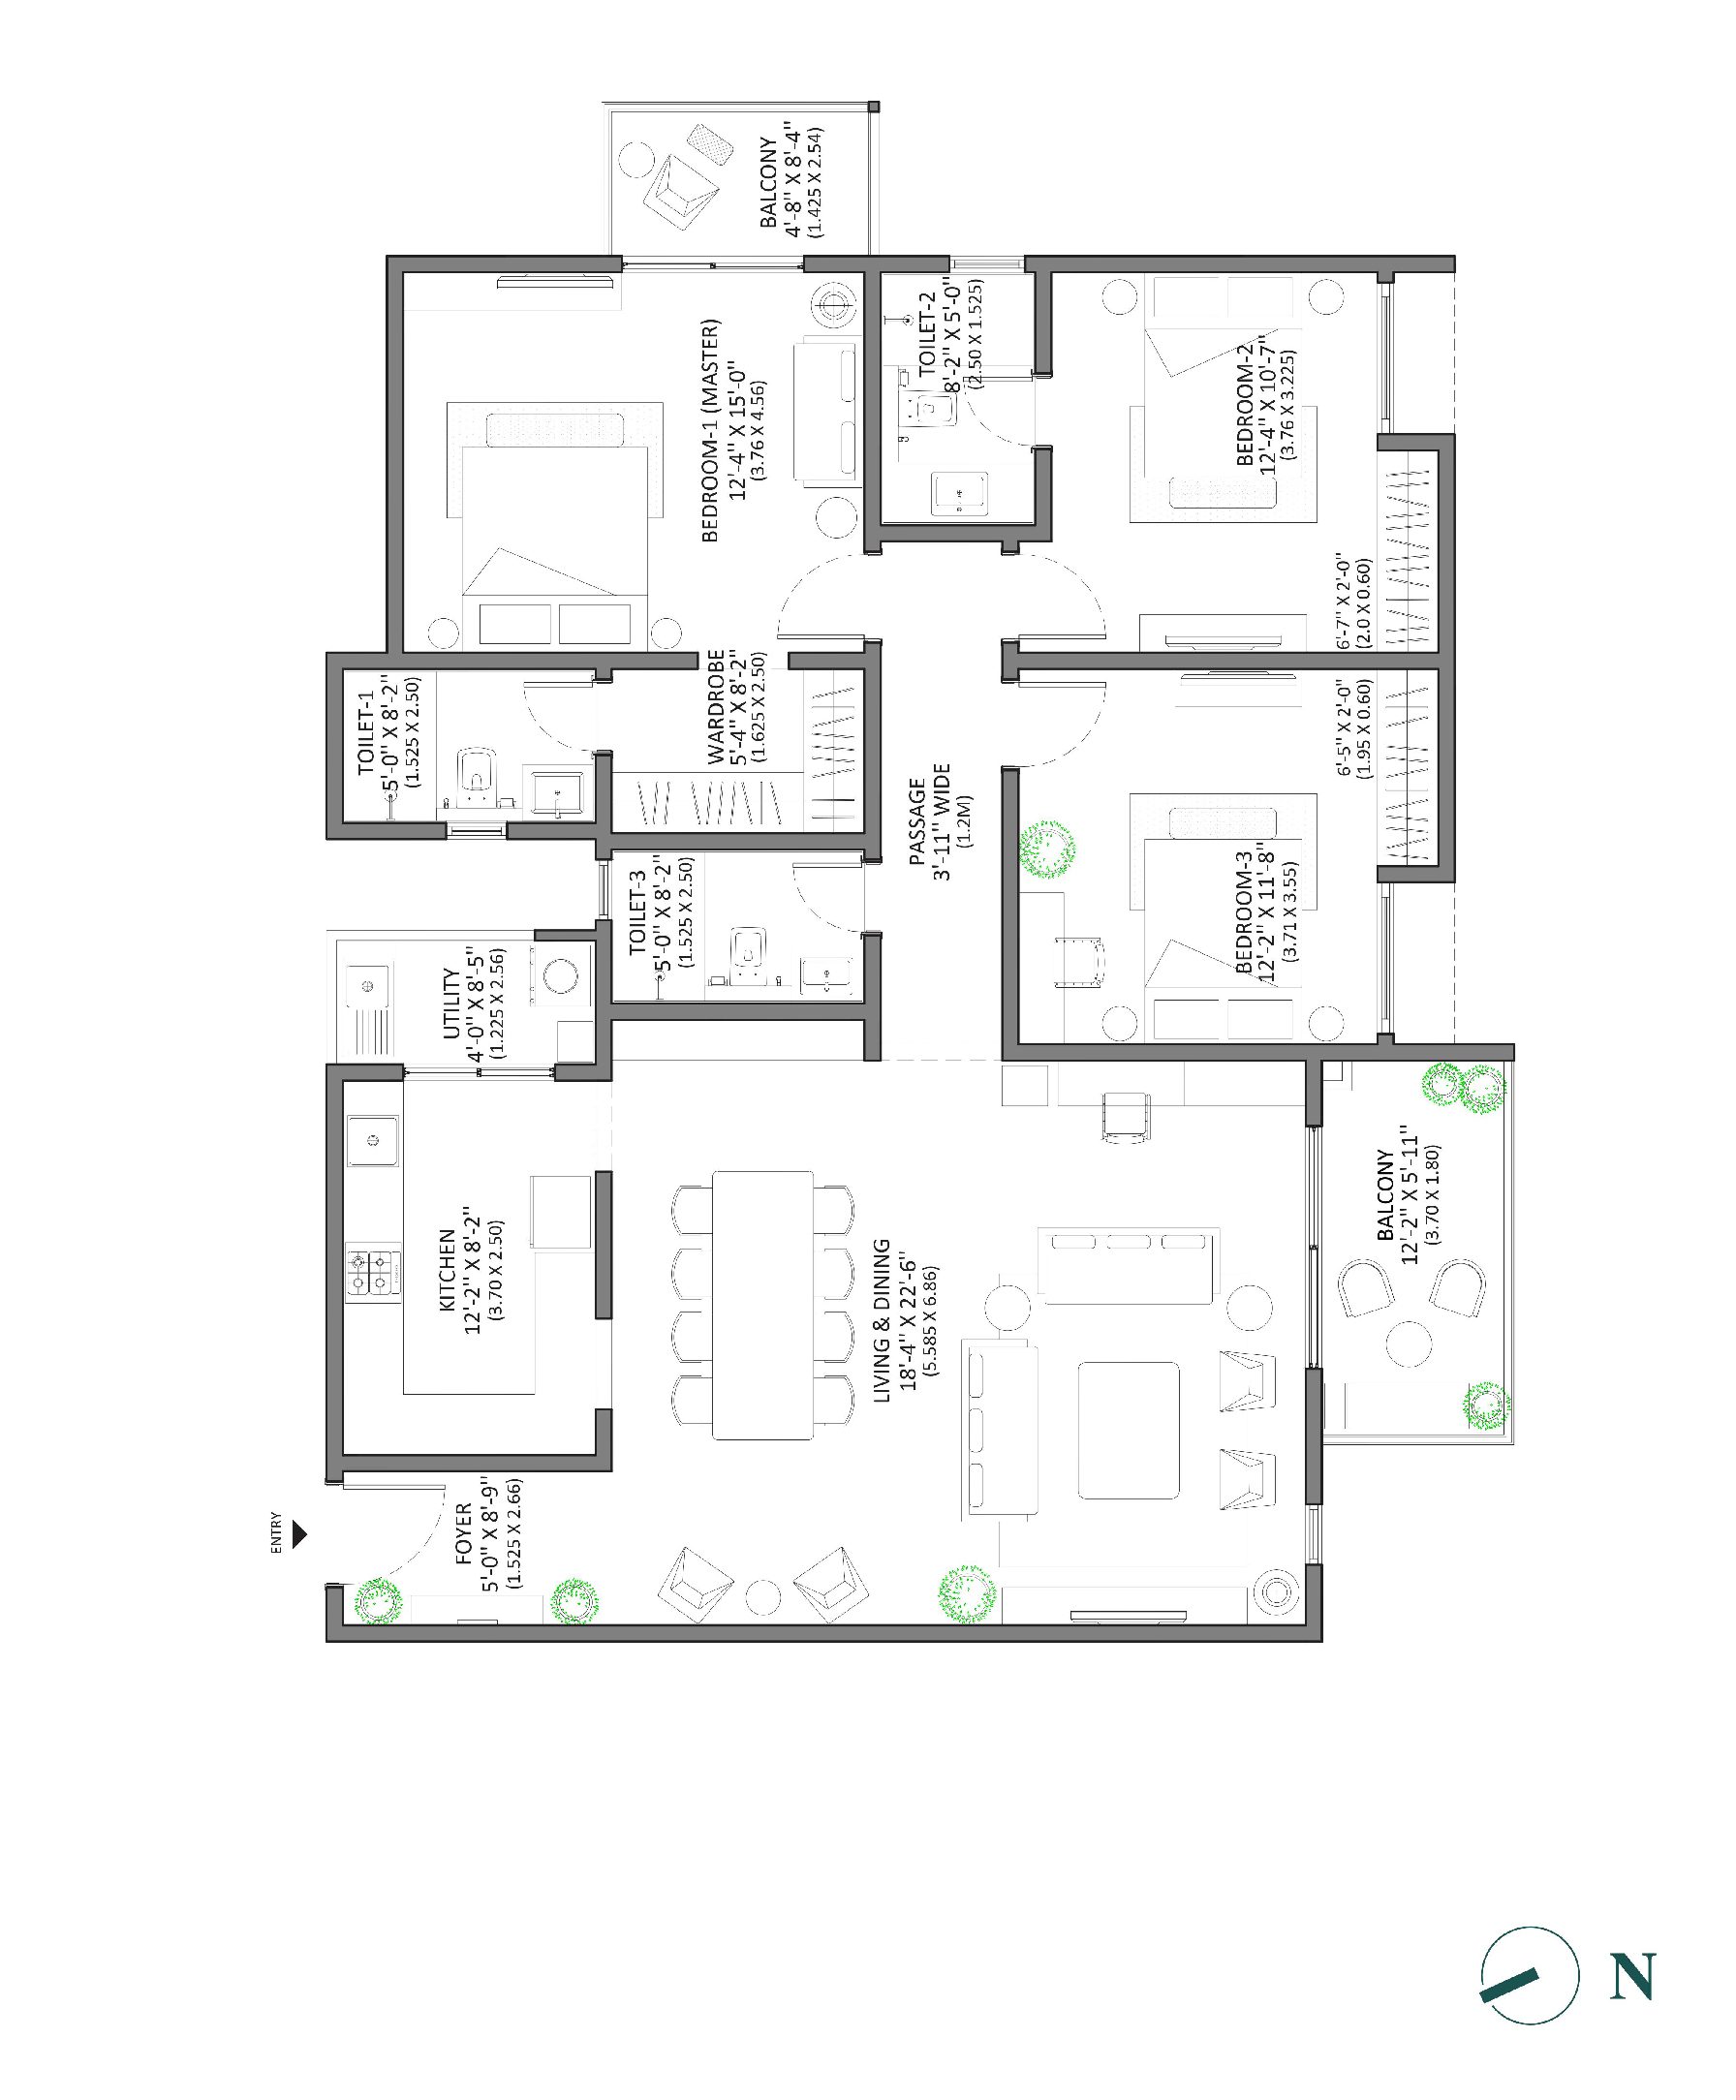 BALCONY
4'-8" X 8'-4"
(1.425 X 2.54)
BEDROOM-1 (MASTER)
12'-4" X 15'-0"
(3.76 X 4.56)
TOILET-2
8'-2" X 5'-0"
(2.50 X 1.525)
BEDROOM-2
12'-4" X 10'-7"
(3.76 X 3.225)
6'-7" X 2'-0"
(2.0 X 0.60)
TOILET-1
5'-0" X 8'-2"
(1.525 X 2.50)
WARDROBE
5'-4" X 8'-2"
(1.625 X 2.50)
PASSAGE
3'-11" WIDE
(1.2M)
6'-5" X 2'-0"
(1.95 X 0.60)
TOILET-3
5'-0" X 8'-2"
(1.525 X 2.50)
BEDROOM-3
12'-2" X 11'-8"
(3.71 X 3.55)
UTILITY
4'-0" X 8'-5"
(1.225 X 2.56)
KITCHEN
12'-2" X 8'-2"
(3.70 X 2.50)
LIVING & DINING
18'-4" X 22'-6"
(5.585 X 6.86)
BALCONY
12'-2" X 5'-11"
(3.70 X 1.80)
ENTRY
FOYER
5'-0" X 8'-9"
(1.525 X 2.66)
N